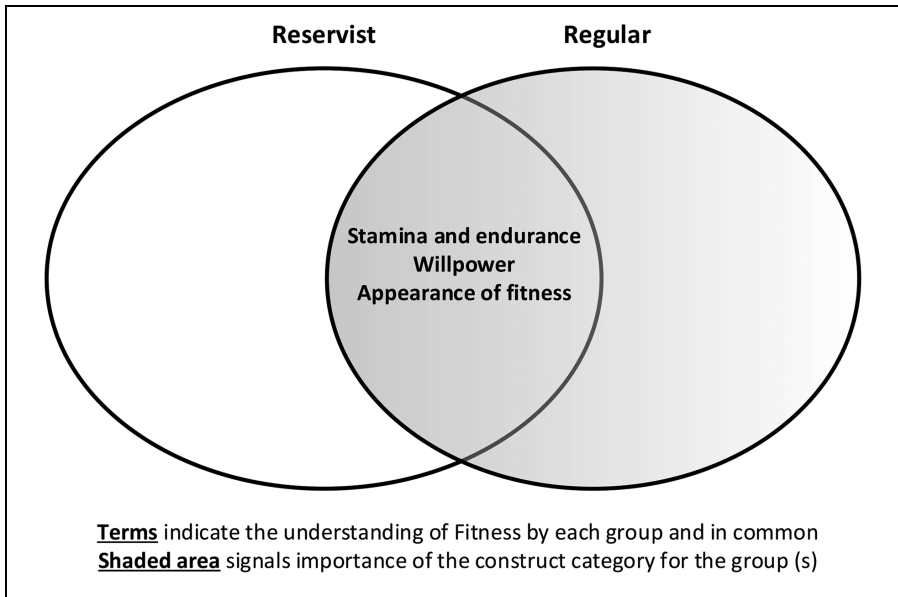 Reservist Regular
Stamina and endurance
Willpower
Appearance of fitness
Terms indicate the understanding of Fitness by each group and in common
Shaded area signals importance of the construct category for the group (s)